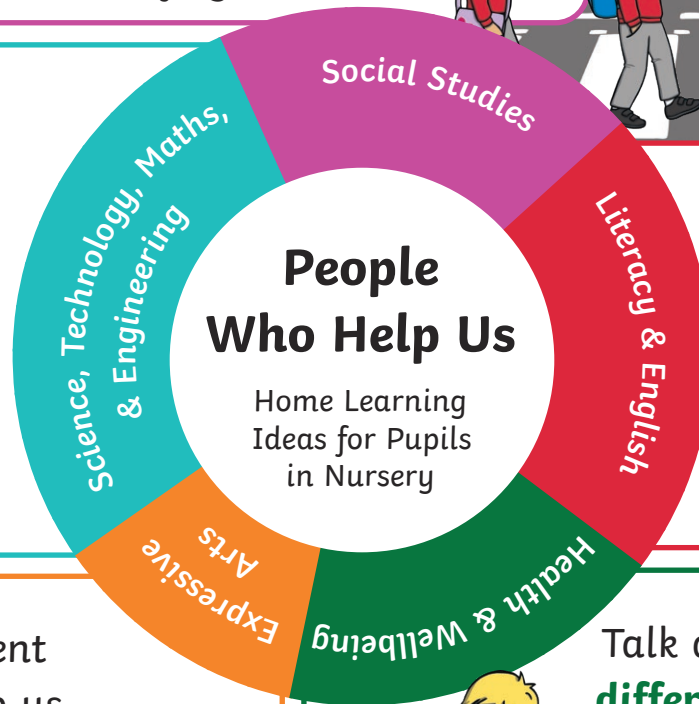 Social Studies
Science, Technology, Maths,
& Engineering
Literacy & English
People
Who Help Us
Home Learning
Ideas for Pupils
in Nursery
Expressive
Arts
Health & Wellbeing
Talk
us